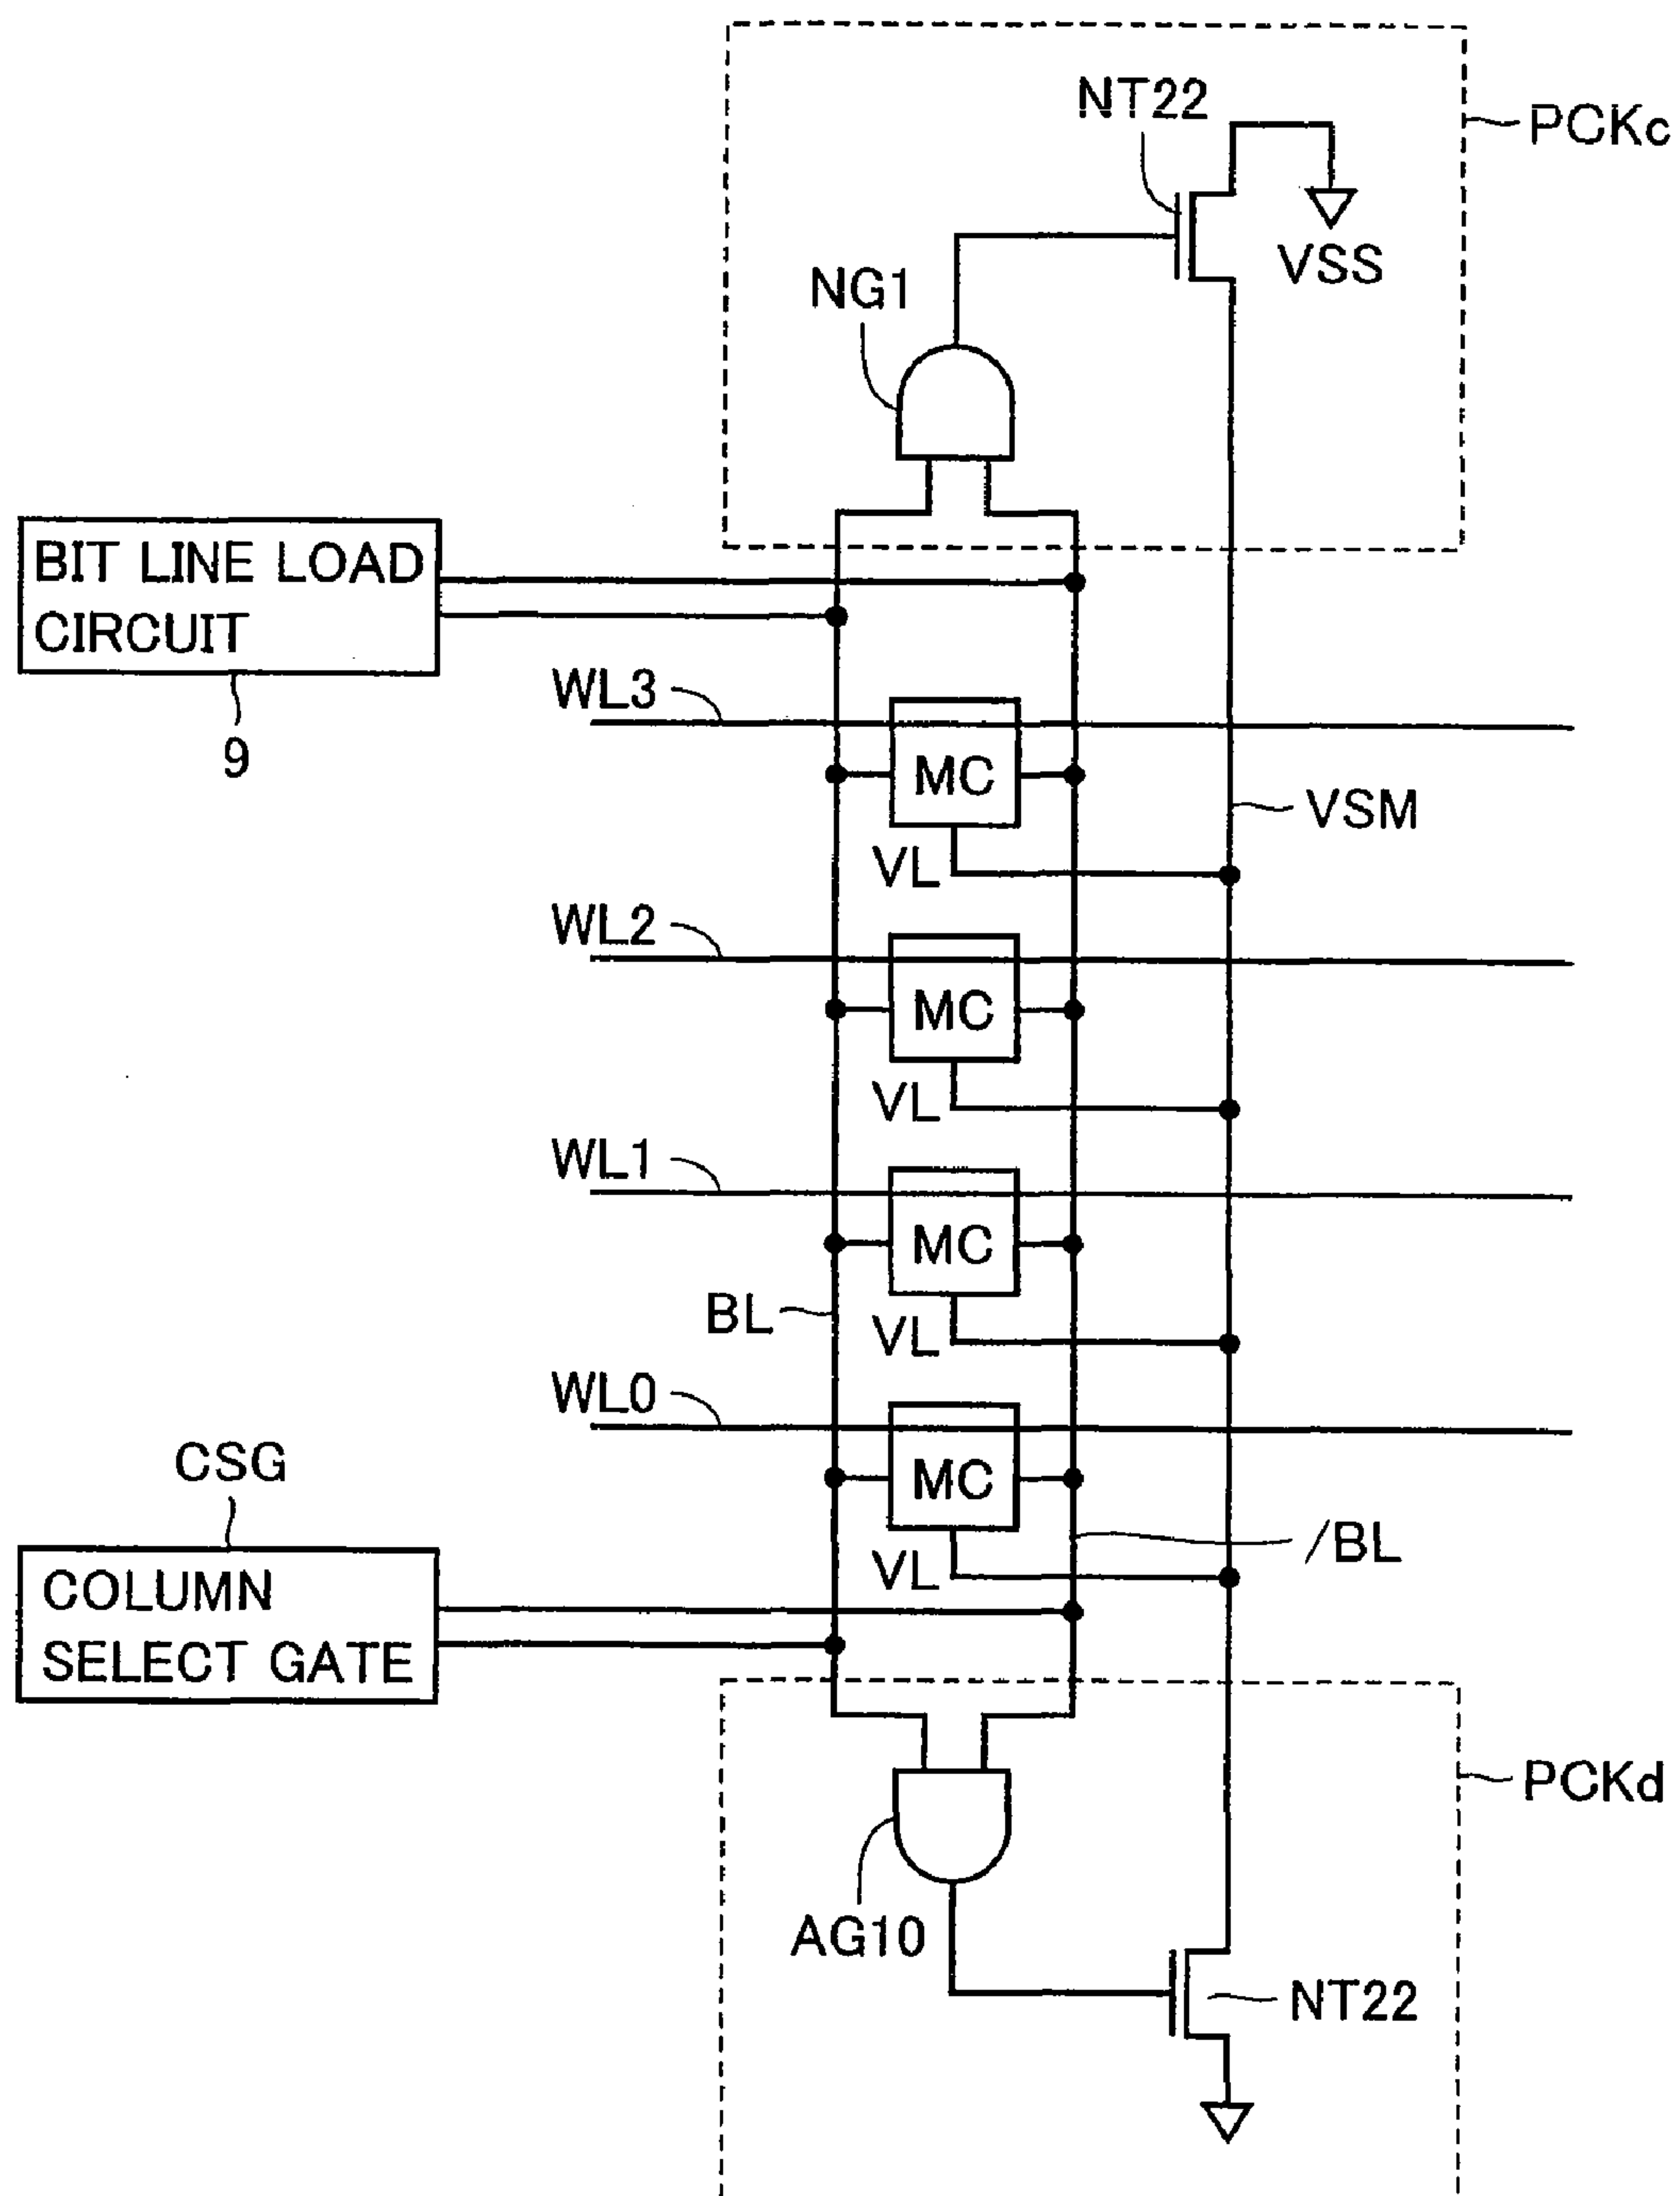 NT22
PCKc
VSS
NG1
BIT LINE LOAD
CIRCUIT
9
WL3
MC
VSM
VL
WL2
MC
VL
WL1
MC
BL
VL
WL0
CSG
MC
/BL
VL
COLUMN
SELECT GATE
PCKd
AG10
NT22